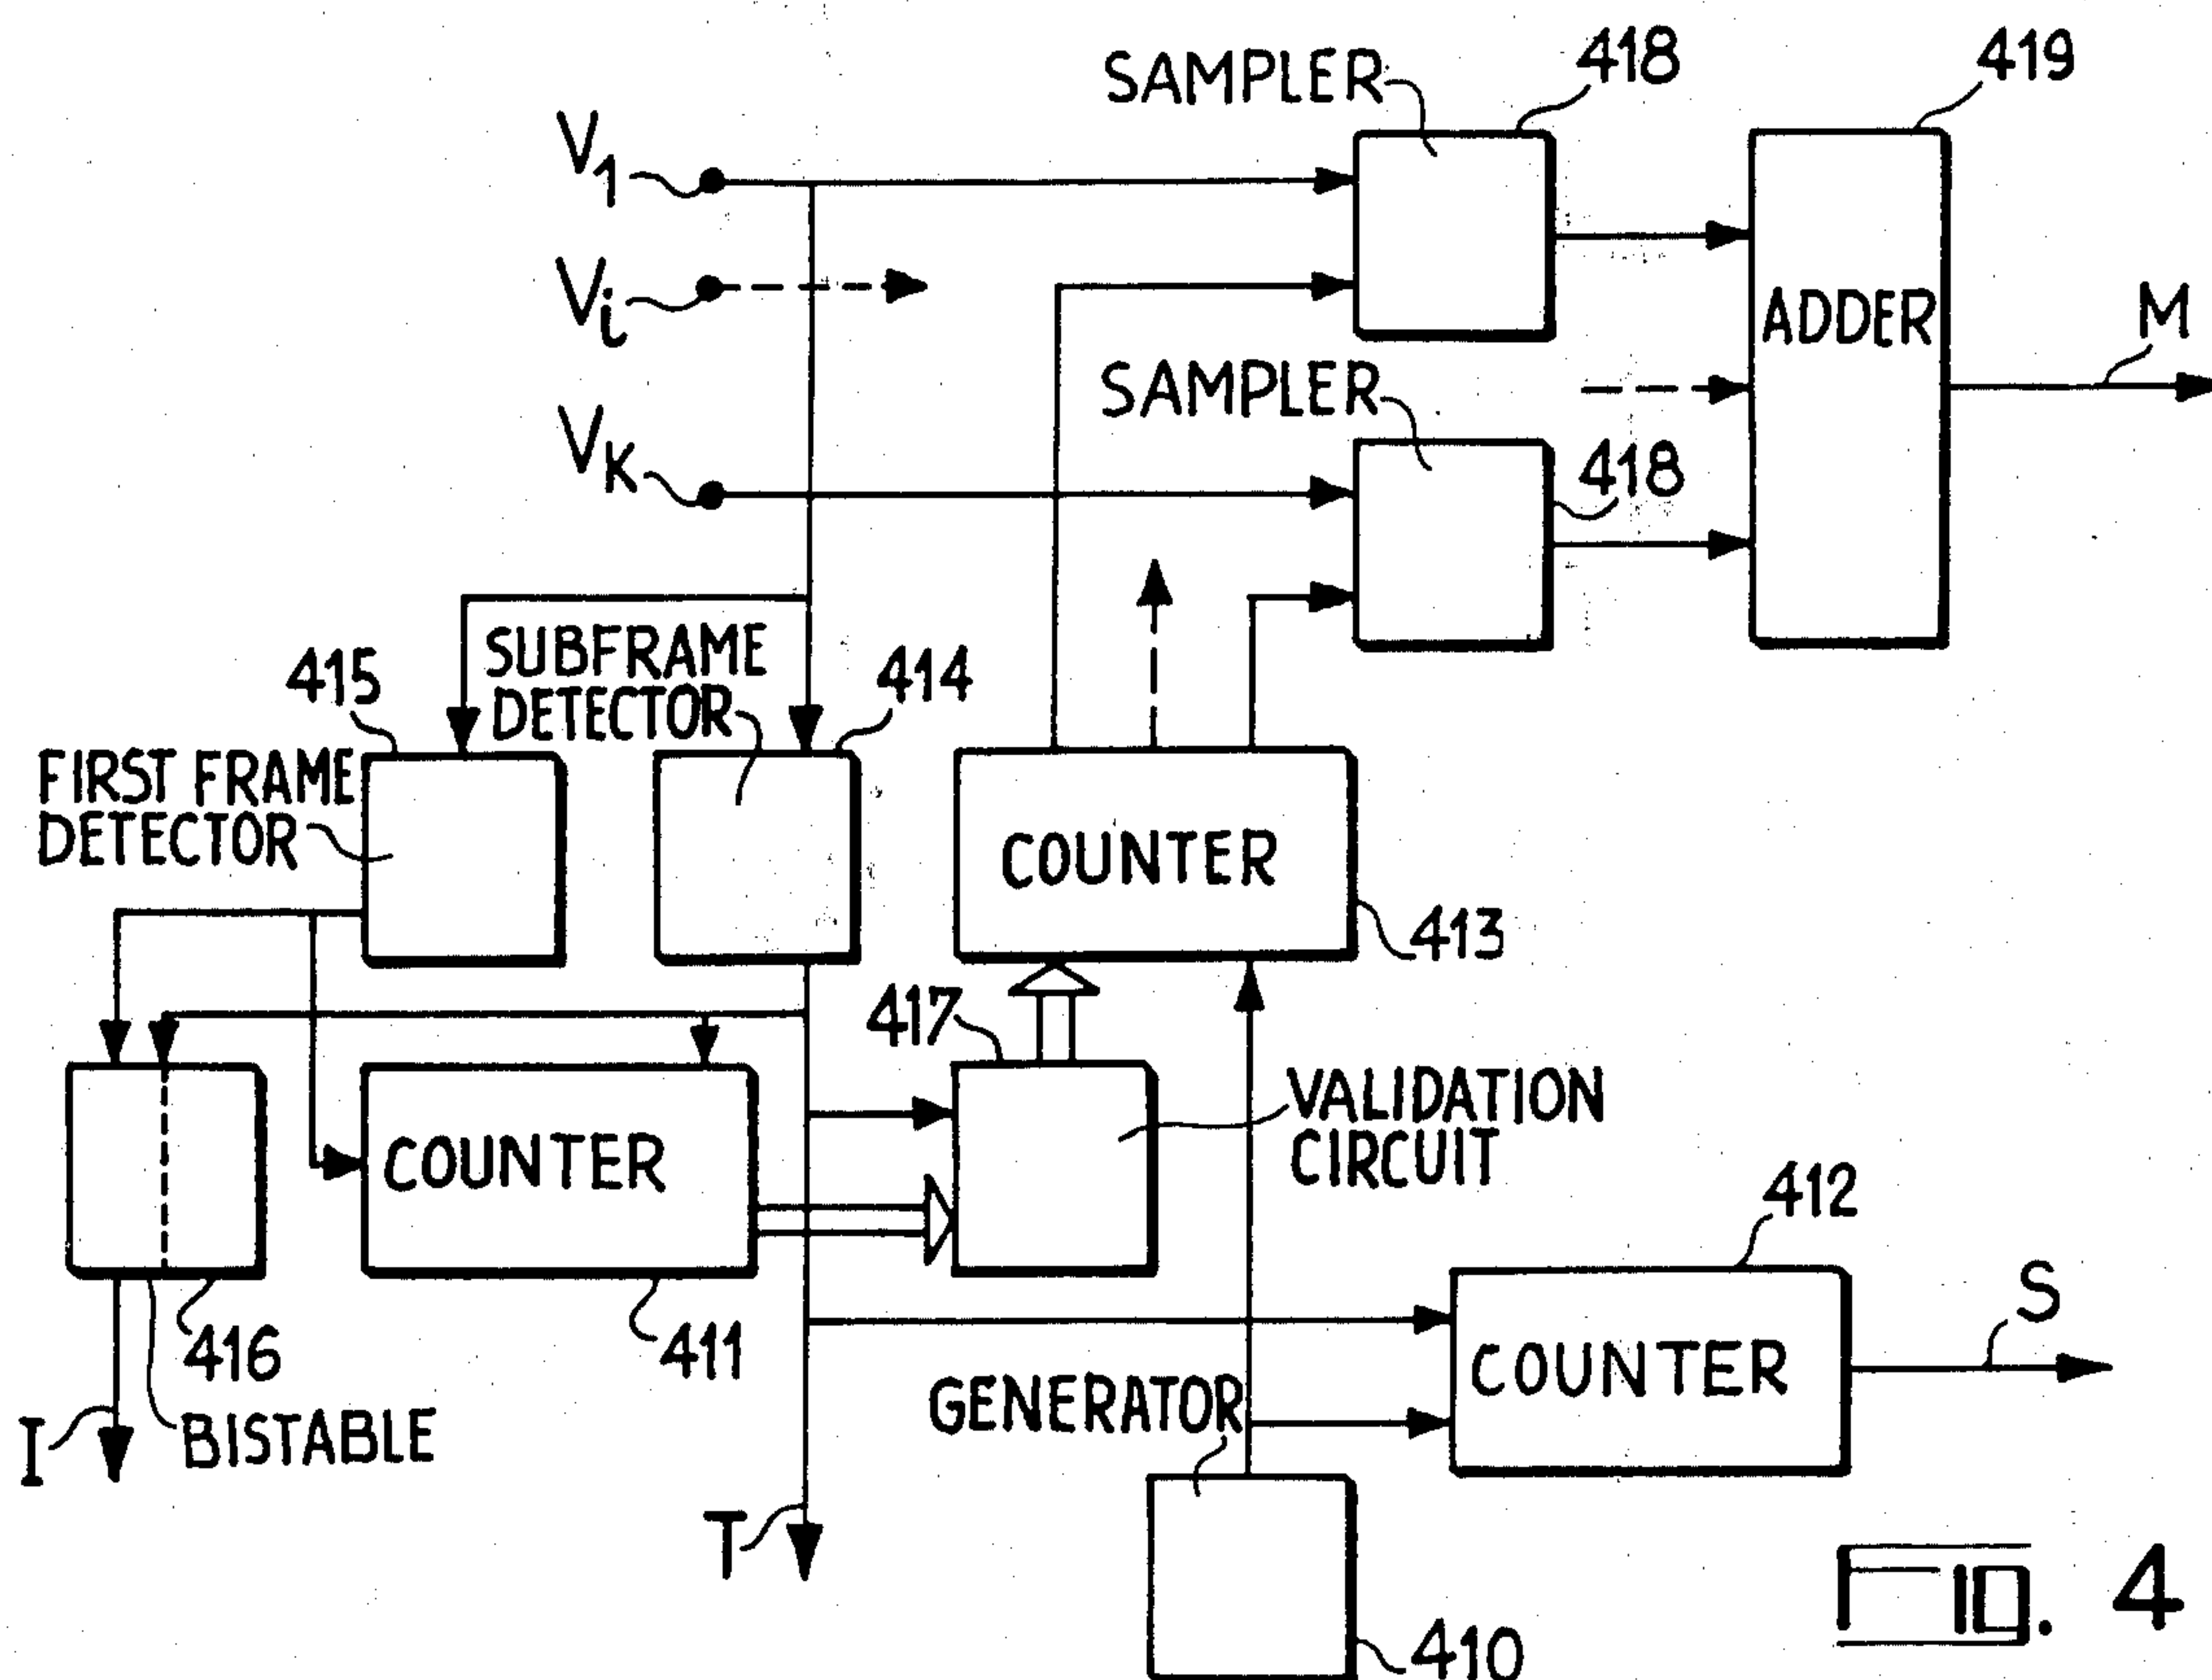 SAMPLER
418
419
V1
Vi
ADDER
M
SAMPLER
VK
418
SUBFRAME
DETECTOR
415
414
FIRST FRAME
DETECTOR
COUNTER
413
417
VALIDATION
CIRCUIT
COUNTER
412
S
416
411
COUNTER
GENERATOR
I
BISTABLE
T
410
FIG. 4